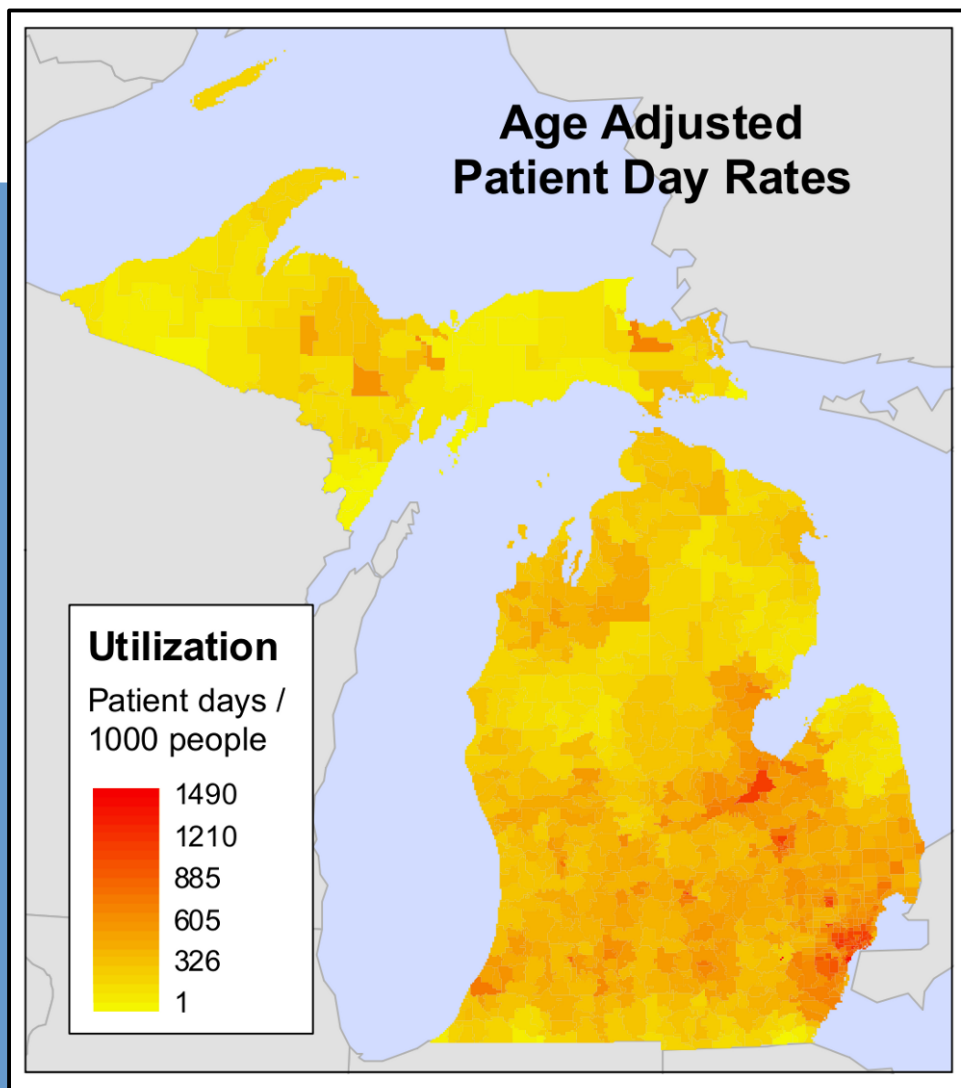 Age Adjusted
Patient Day Rates
Utilization
Patient days /
1000 people
1490
1210
885
605
326
1